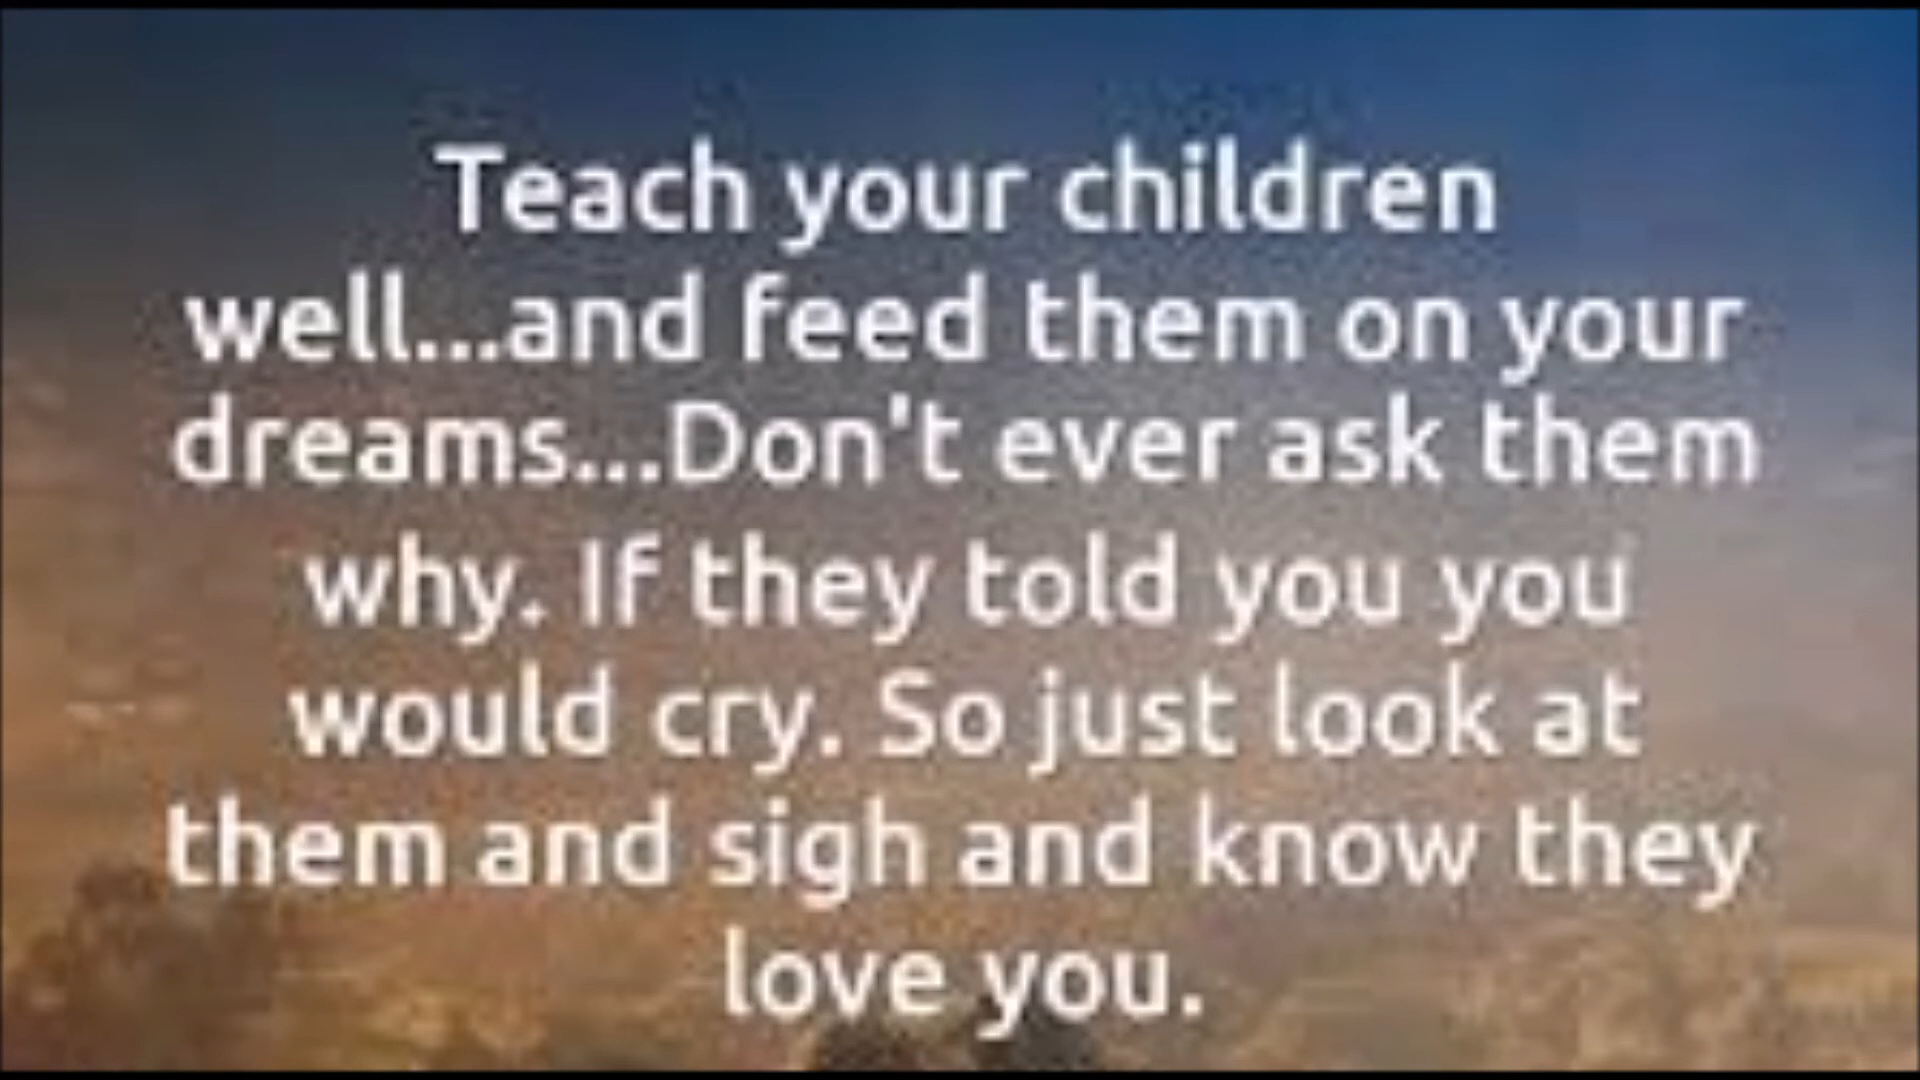 Teach your children
well...and feed them on your
dreams...Don't ever ask them
why. If they told you you
would cry. So just look at
them and sigh and know they
love you.